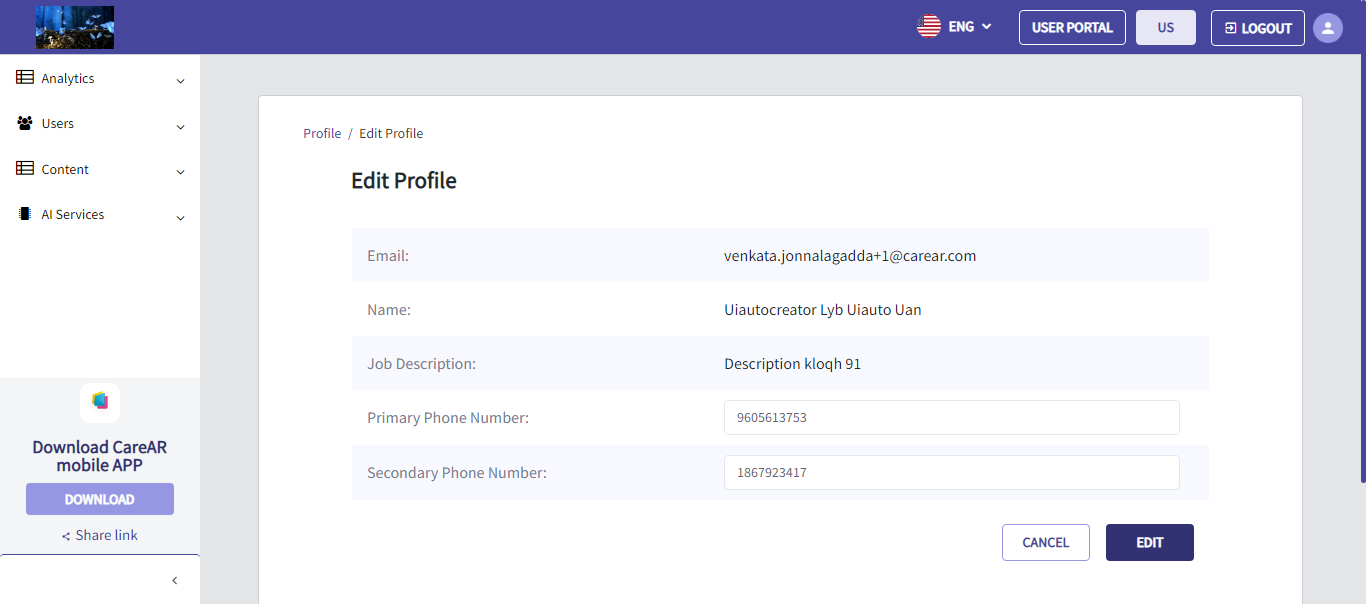 ENG
USER PORTAL
US
LOGOUT
Analytics
Users
Content
AI Services
Download CareAR
mobile APP
DOWNLOAD
Share link
Profile / Edit Profile
Edit Profile
Email: venkata.jonnalagadda+1@carear.com
Name: Uiautocreator Lyb Uiauto Uan
Job Description: Description kloqh 91
Primary Phone Number: 9605613753
Secondary Phone Number: 1867923417
CANCEL
EDIT